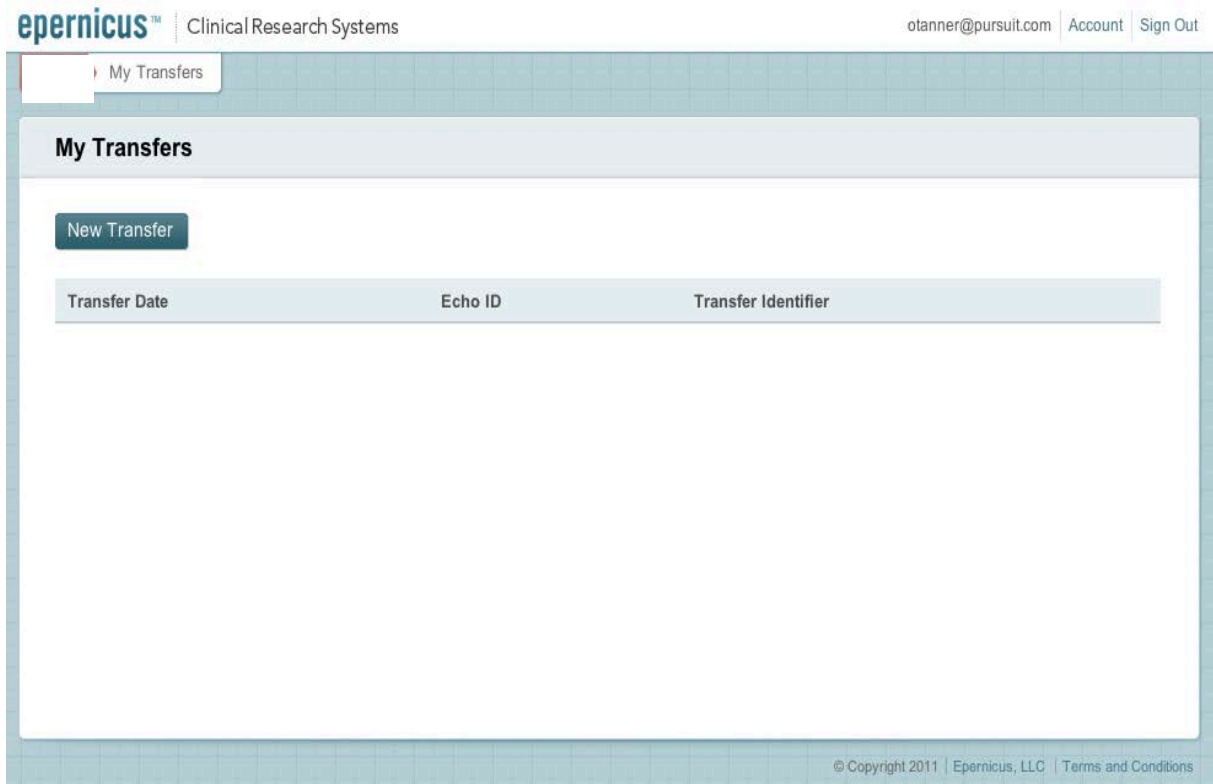 epernicus™ Clinical Research Systems otanner@pursuit.com Account Sign Out
My Transfers
My Transfers
New Transfer
Transfer Date Echo ID Transfer Identifier
© Copyright 2011 Epernicus, LLC Terms and Conditions